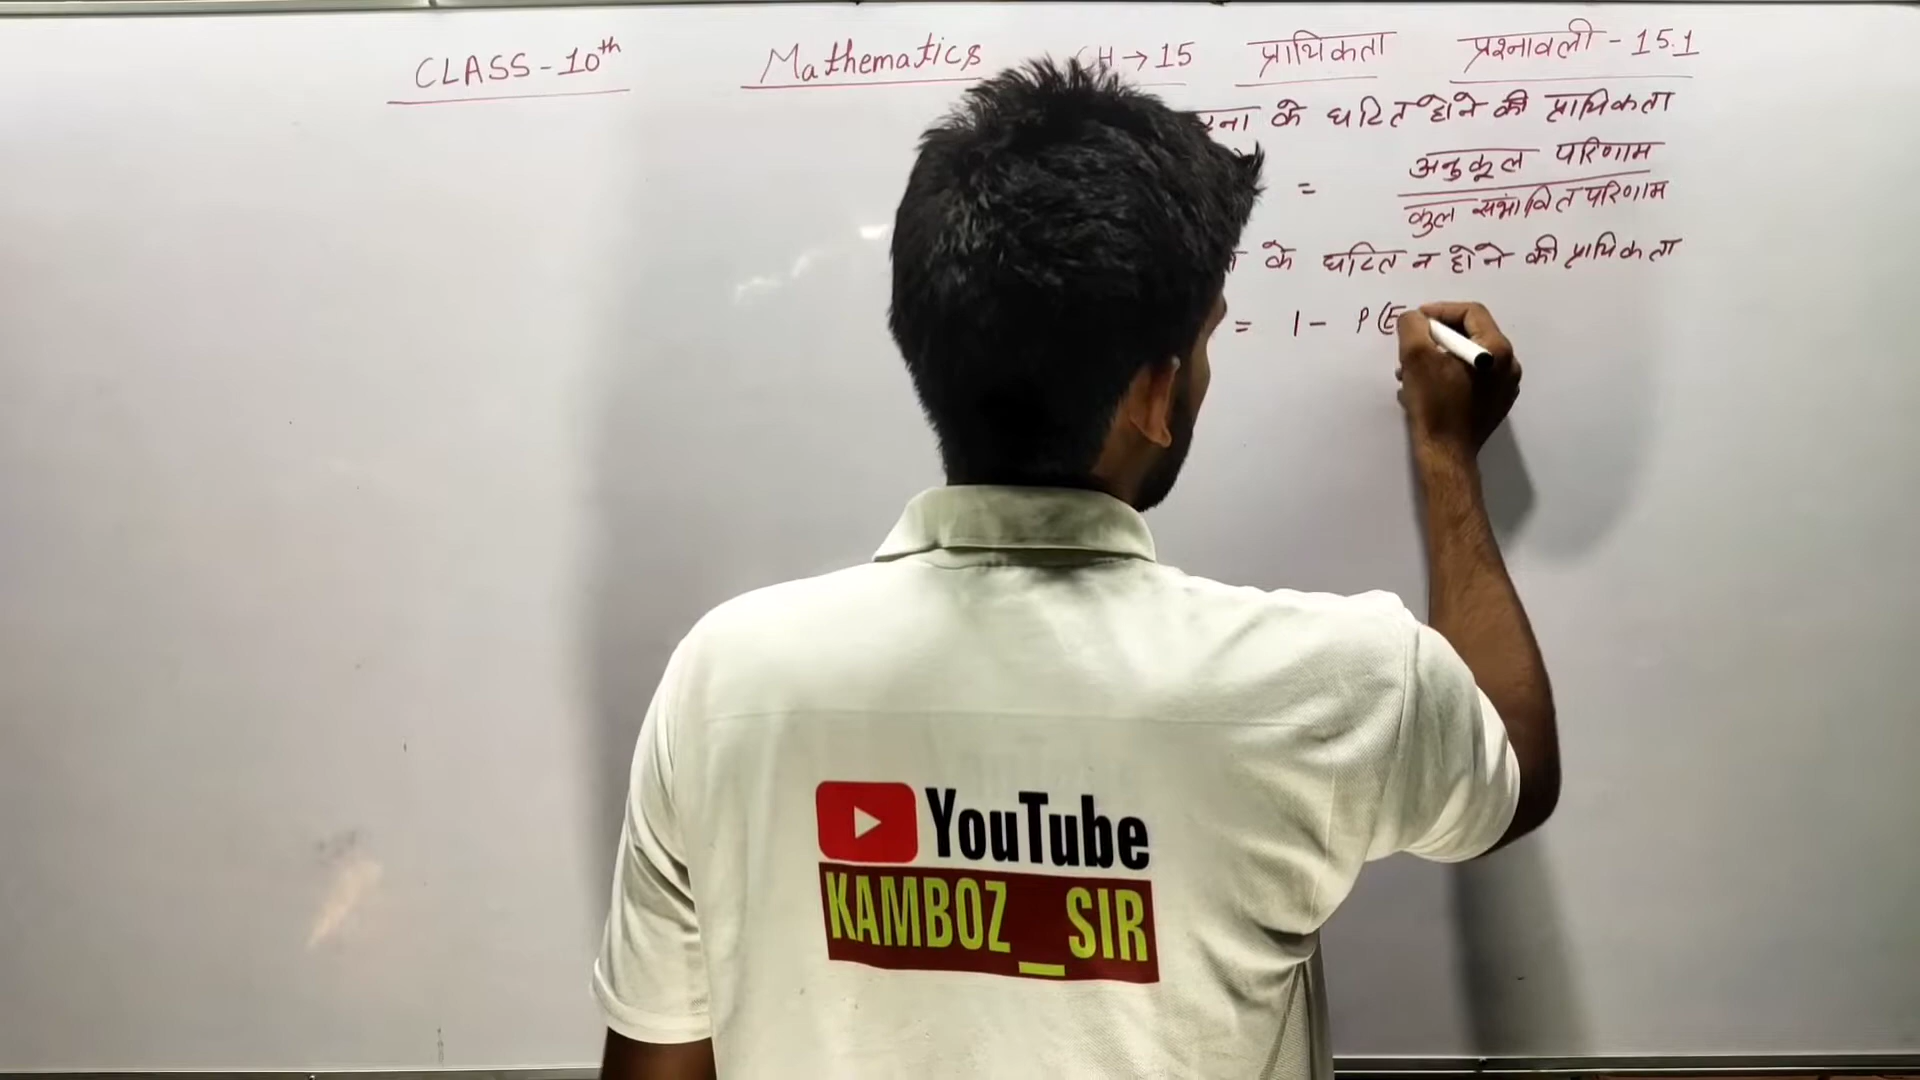 CLASS-10th Mathematics CH→15 प्रायिकता प्रश्नावली-15.1
के घटित होने की प्रायिकता
= अनुकूल परिणाम
कुल संभावित परिणाम
के घटित न होने की प्रायिकता
= 1- P(E
YouTube
KAMBOZ_SIR